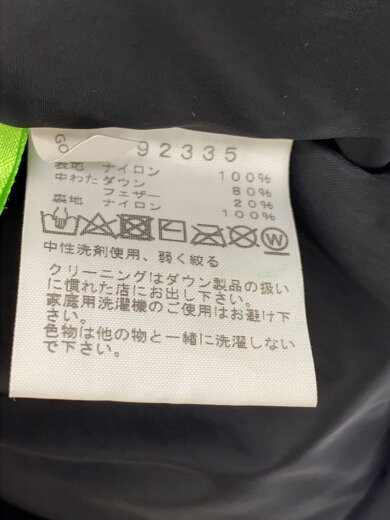 GO
92335
表地 ナイロン 100%
中わた ダウン 80%
フェザー 20%
裏地 ナイロン 100%
中性洗剤使用、弱く絞る
クリーニングはダウン製品の扱い
に慣れた店にお出し下さい。
家庭用洗濯機のご使用はお避け下
さい。
色物は他の物と一緒に洗濯しない
で下さい。